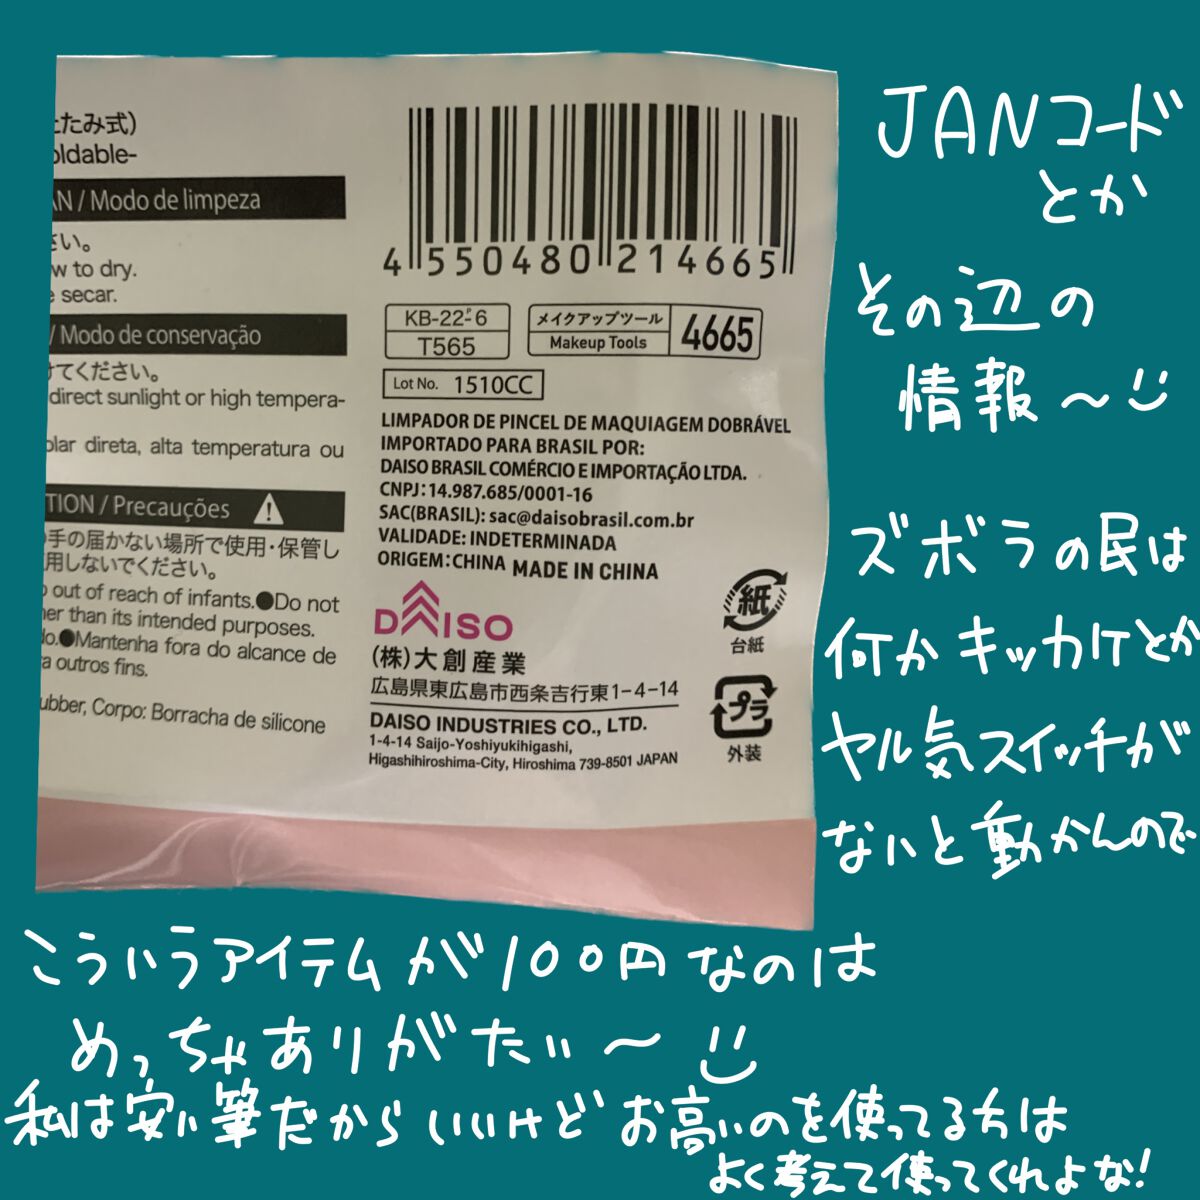 たたみ式)
oldable-
AN / Modo de limpeza
さい。
w to dry.
e secar.
/ Modo de conservação
けてください。
direct sunlight or high tempera-
olar direta, alta temperatura ou
TION / Precauções
の手の届かない場所で使用・保管し
用しないでください。
out of reach of infants.●Do not
her than its intended purposes.
do.●Mantenha fora do alcance de
a outros fins.
ubber, Corpo: Borracha de silicone
4 550480 214665
KB-22-6
T565
メイクアップツール
Makeup Tools
4665
Lot No. 1510CC
LIMPADOR DE PINCEL DE MAQUIAGEM DOBRÁVEL
IMPORTADO PARA BRASIL POR:
DAISO BRASIL COMÉRCIO E IMPORTAÇÃO LTDA.
CNPJ:14.987.685/0001-16
SAC(BRASIL): sac@daisobrasil.com.br
VALIDADE: INDETERMINADA
ORIGEM:CHINA MADE IN CHINA
DAISO
(株)大創産業
広島県東広島市西条吉行東1-4-14
DAISO INDUSTRIES CO., LTD.
1-4-14 Saijo-Yoshiyukihigashi,
Higashihiroshima-City, Hiroshima 739-8501 JAPAN
紙
台紙
プラ
外装
JANコード
とか
その辺の
情報〜
ズボラの民は
何かキッカケとか
ヤル気スイッチが
ないと動かんので
こういうアイテムが100円なのは
めっちゃありがたい〜
私は安い筆だからいいけどお高いのを使ってる方は
よく考えて使ってくれよな!